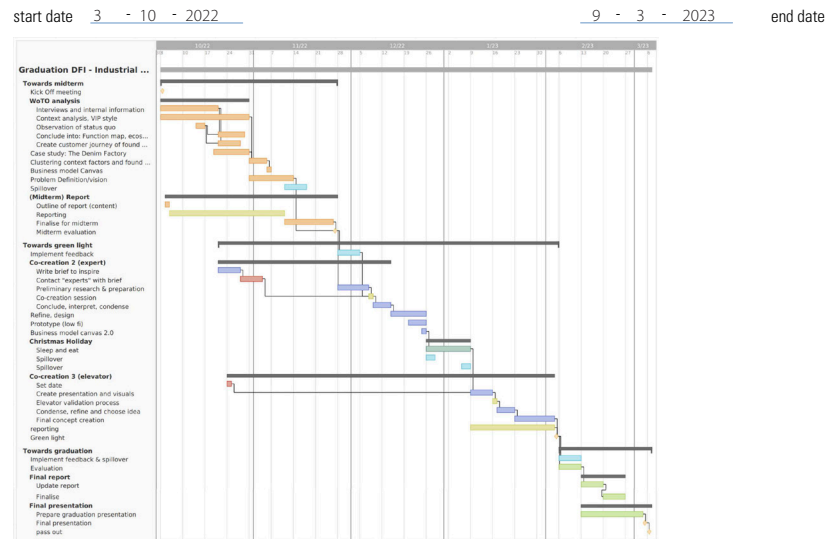 start date 3 - 10 - 2022 9 - 3 - 2023 end date
10/22 11/22 12/22 1/23 2/23 3/23
Graduation DFI - Industrial ...
Towards midterm
Kick Off meeting
WoTO analysis
Interviews and internal information
Context analysis, VIP style
Observation of status quo
Conclude into: Function map, ecos...
Create customer journey of found ...
Case study: The Denim Factory
Clustering context factors and found ...
Business model Canvas
Problem Definition/vision
Spillover
(Midterm) Report
Outline of report (content)
Reporting
Finalise for midterm
Midterm evaluation
Towards green light
Implement feedback
Co-creation 2 (expert)
Write brief to inspire
Contact "experts" with brief
Preliminary research & preparation
Co-creation session
Conclude, interpret, condense
Refine, design
Prototype (low fi)
Business model canvas 2.0
Christmas Holiday
Sleep and eat
Spillover
Spillover
Co-creation 3 (elevator)
Set date
Create presentation and visuals
Elevator validation process
Condense, refine and choose idea
Final concept creation
reporting
Green light
Towards graduation
Implement feedback & spillover
Evaluation
Final report
Update report
Finalise
Final presentation
Prepare graduation presentation
Final presentation
pass out